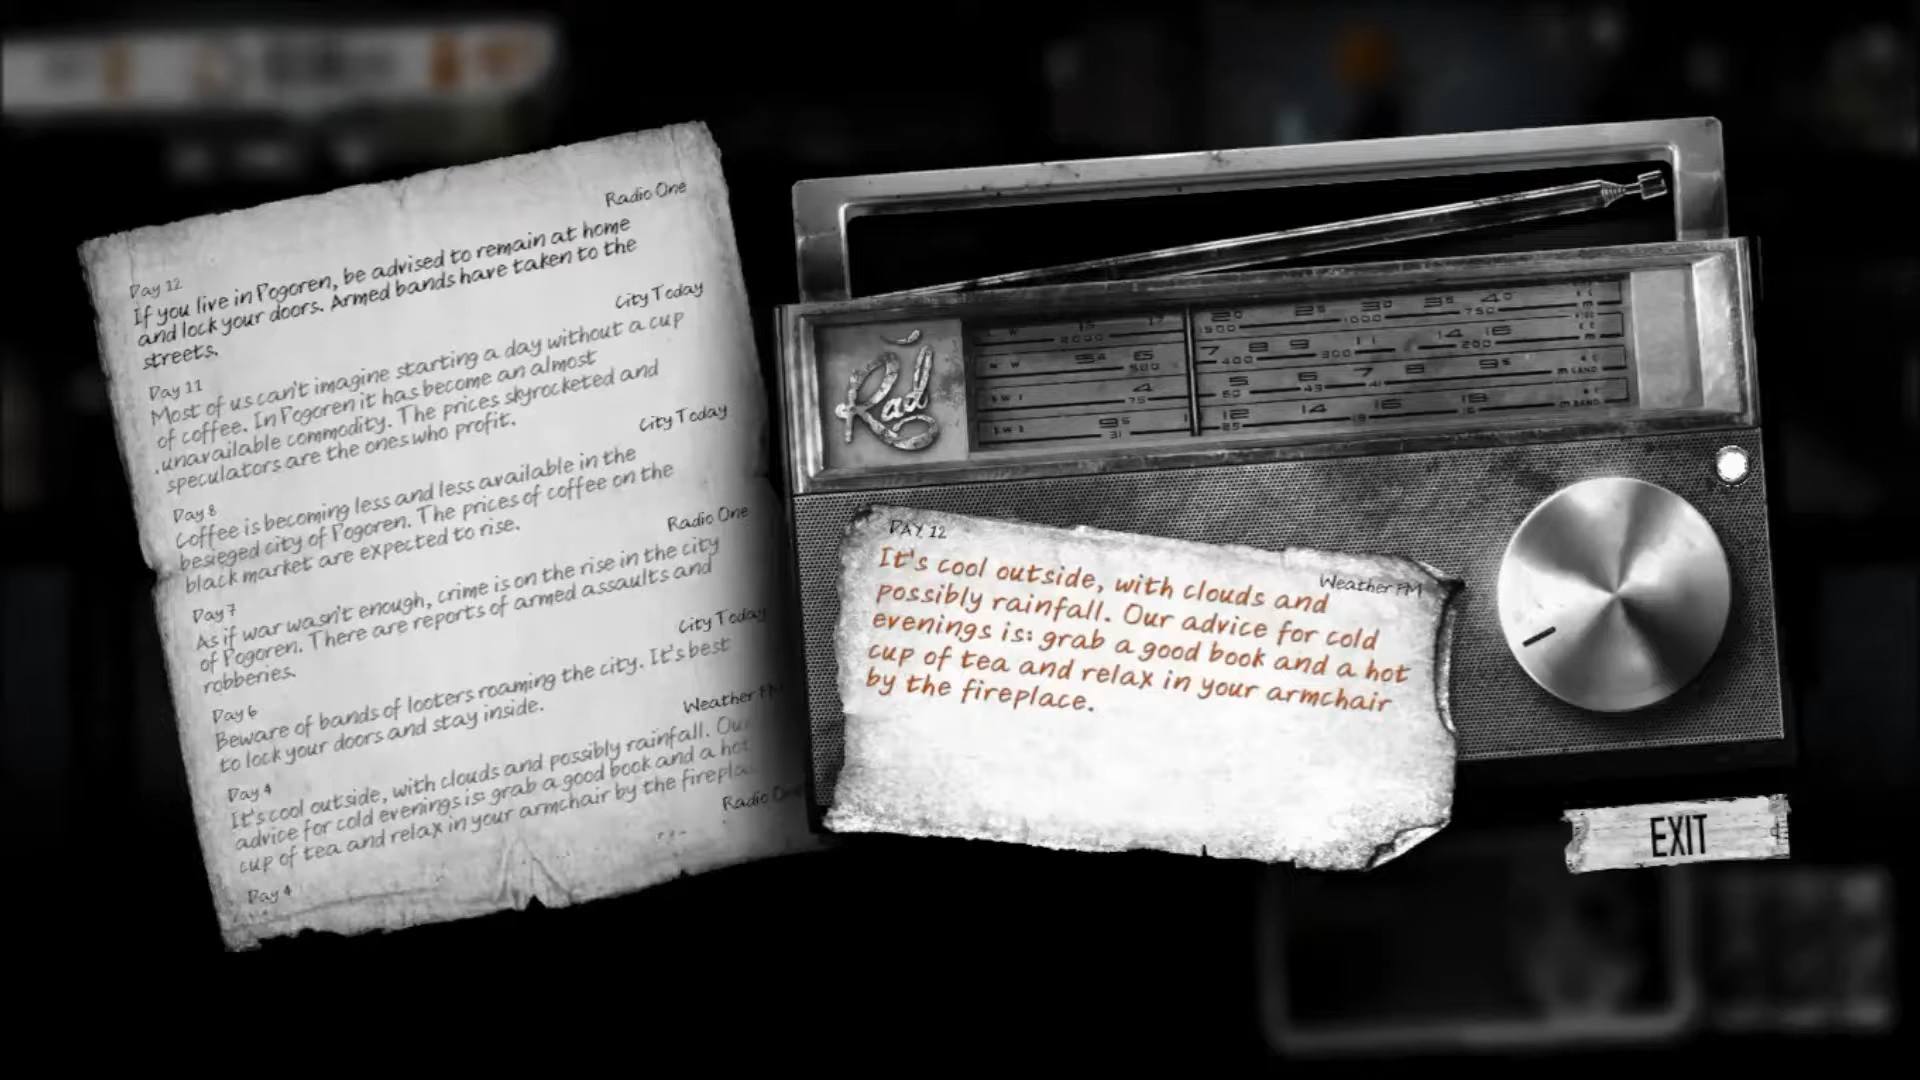 Radio One
Day 12
If you live in Pogoren, be advised to remain at home
and lock your doors. Armed bands have taken to the
streets.
City Today
Day 11
Most of us can't imagine starting a day without a cup
of coffee. In Pogoren it has become an almost
unavailable commodity. The prices skyrocketed and
speculators are the ones who profit.
City Today
Day 8
Coffee is becoming less and less available in the
besieged city of Pogoren. The prices of coffee on the
black market are expected to rise.
Radio One
Day 7
As if war wasn't enough, crime is on the rise in the city
of Pogoren. There are reports of armed assaults and
robberies.
City Today
Day 6
Beware of bands of looters roaming the city. It's best
to lock your doors and stay inside.
Weather FM
Day 4
It's cool outside, with clouds and possibly rainfall. Our
advice for cold evenings is: grab a good book and a hot
cup of tea and relax in your armchair by the firepla
Radio One
Day 4
Rad
DAY 12
Weather FM
It's cool outside, with clouds and
possibly rainfall. Our advice for cold
evenings is: grab a good book and a hot
cup of tea and relax in your armchair
by the fireplace.
EXIT